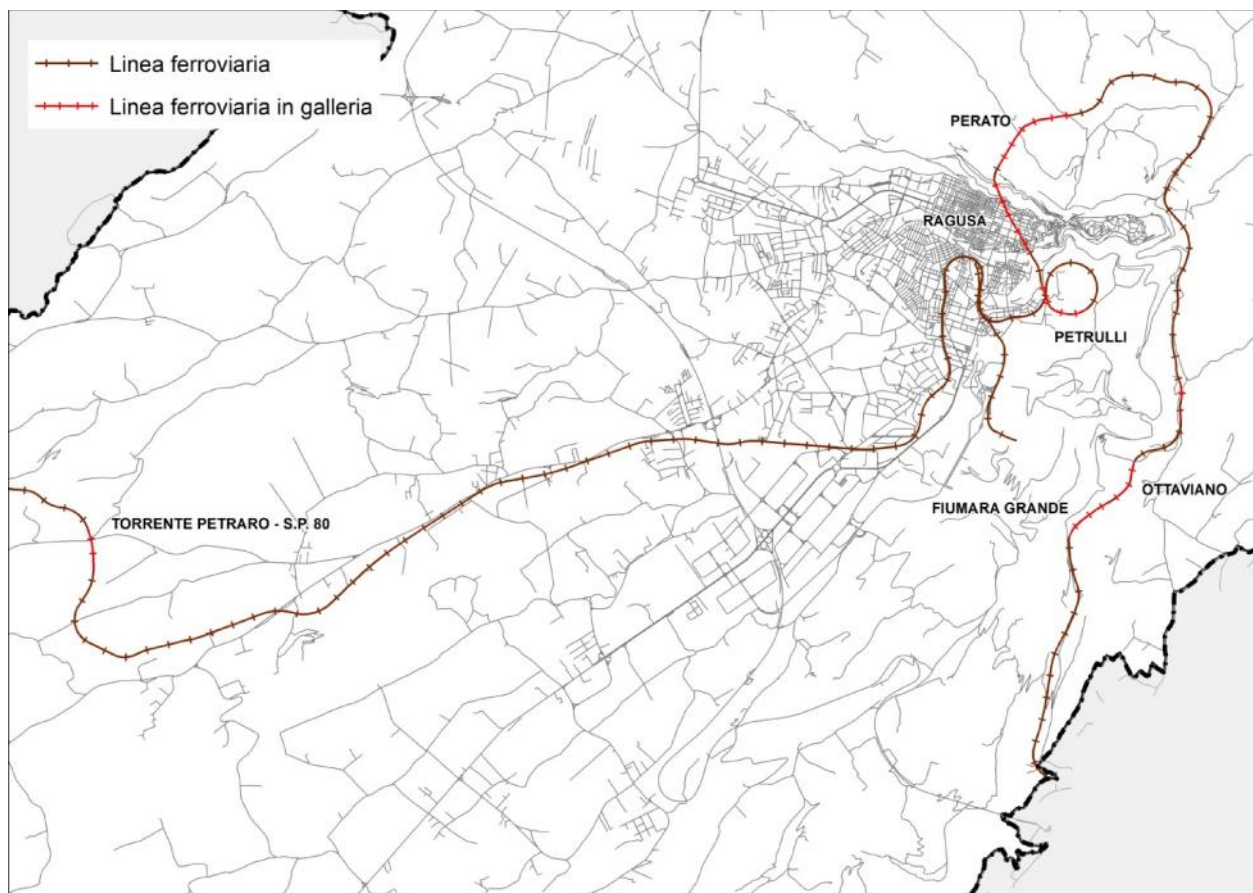 Linea ferroviaria
Linea ferroviaria in galleria
PERATO
RAGUSA
PETRULLI
OTTAVIANO
FIUMARA GRANDE
TORRENTE PETRARO - S.P. 80